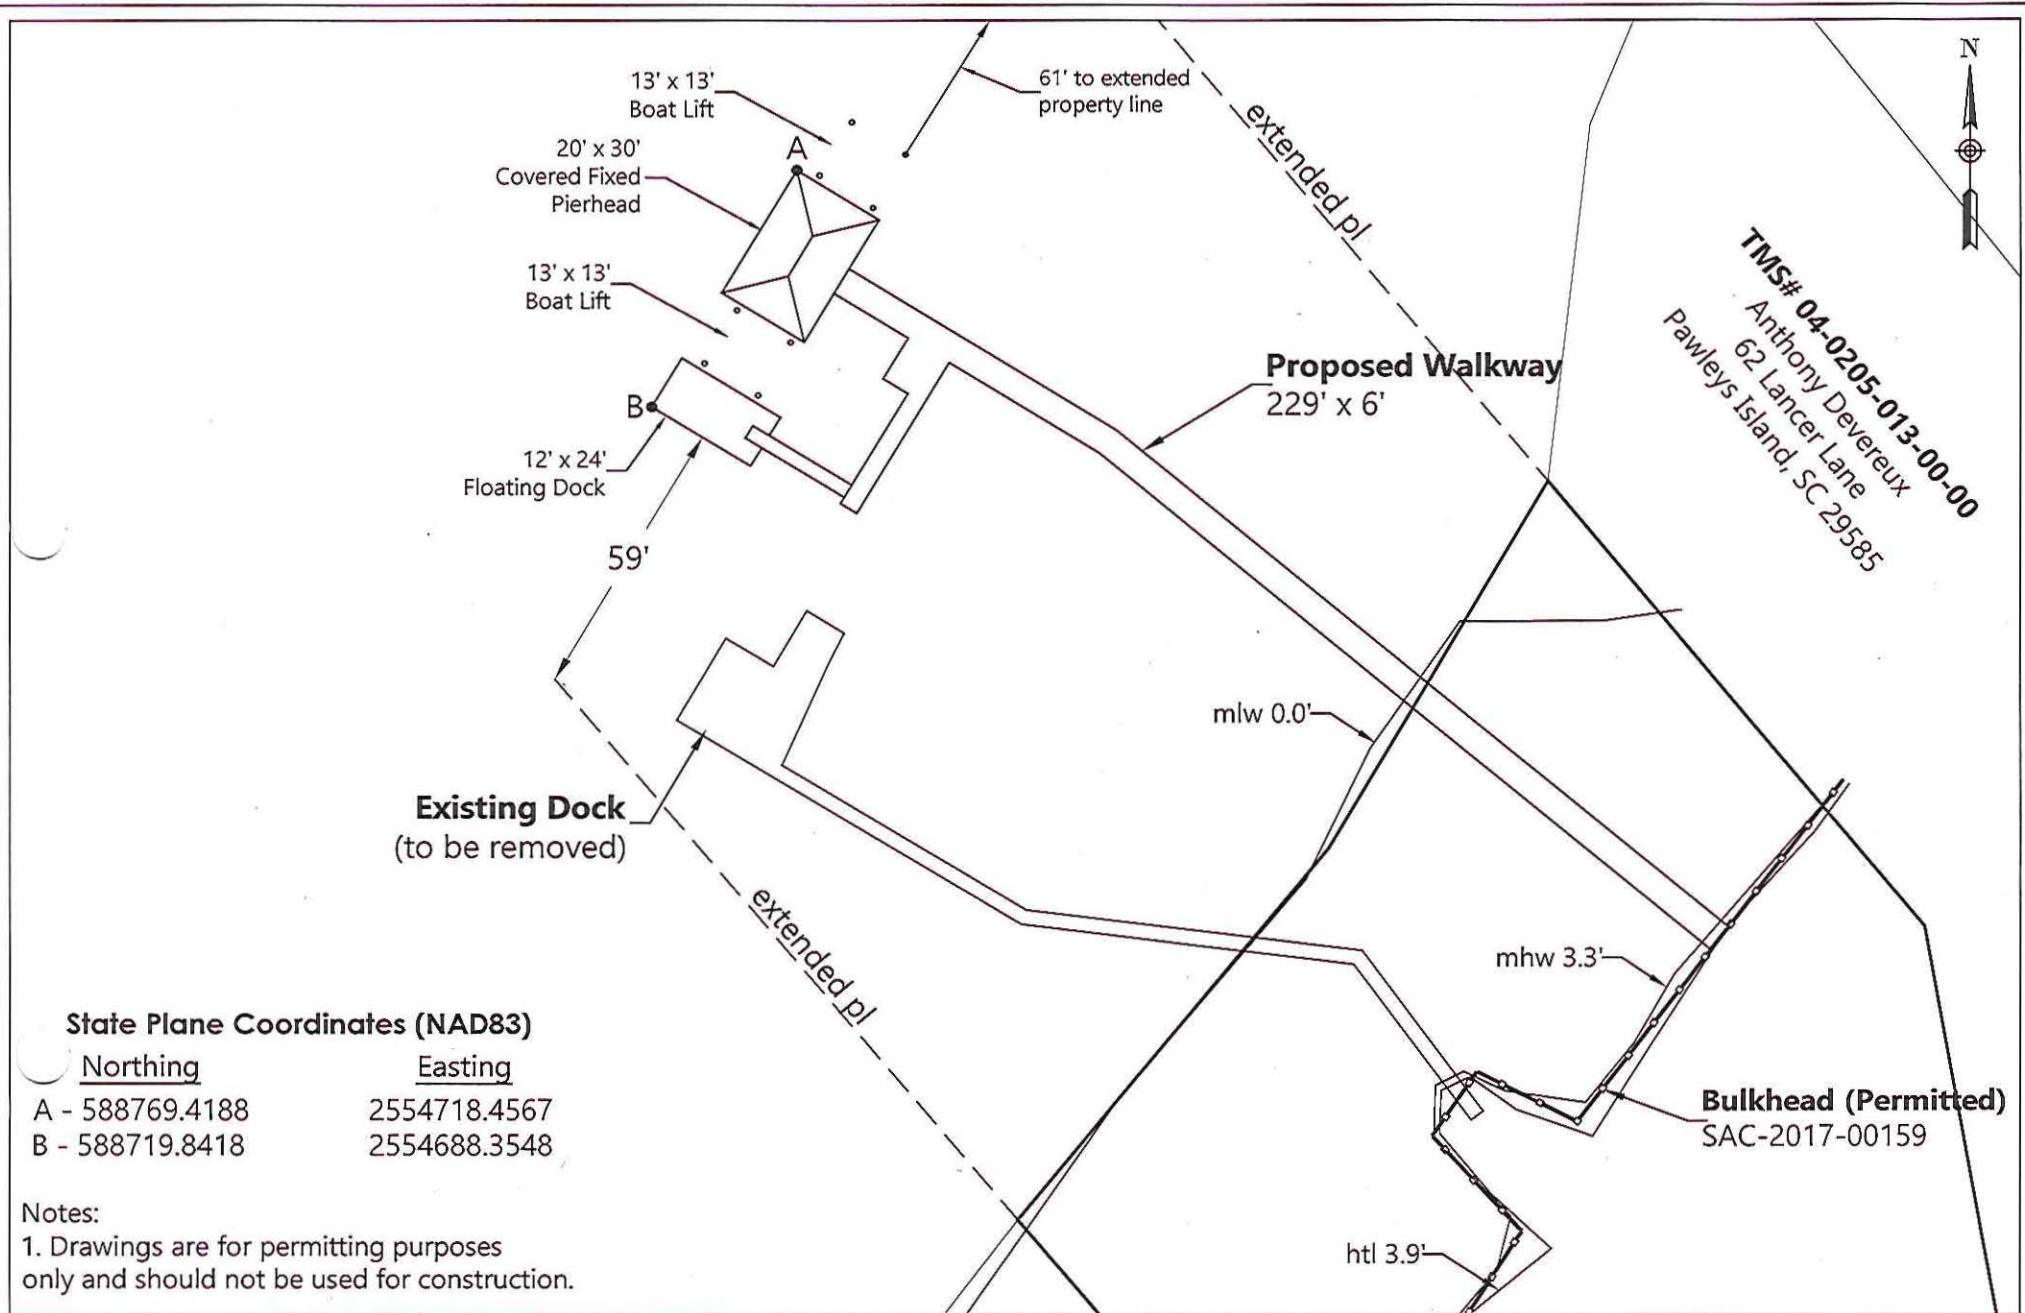 N
13' x 13'
Boat Lift
61' to extended
property line
A
20' x 30'
Covered Fixed
Pierhead
extended pl
13' x 13'
Boat Lift
TMS# 04-0205-013-00-00
Anthony Devereux
62 Lancer Lane
Pawleys Island, SC 29585
Proposed Walkway
229' x 6'
B
12' x 24'
Floating Dock
59'
mlw 0.0'
Existing Dock
(to be removed)
extended pl
mhw 3.3'
State Plane Coordinates (NAD83)
Northing Easting
A - 588769.4188 2554718.4567
B - 588719.8418 2554688.3548
Bulkhead (Permitted)
SAC-2017-00159
Notes:
1. Drawings are for permitting purposes
only and should not be used for construction.
htl 3.9'